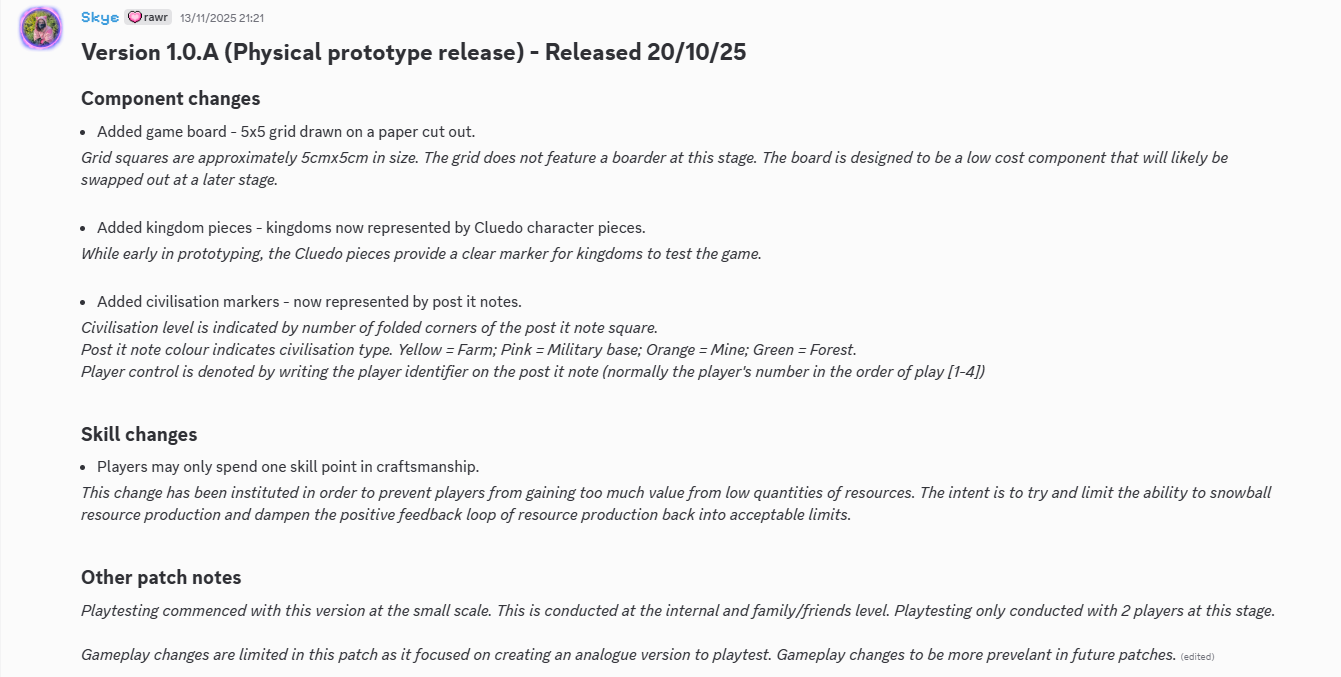 Skye rawr 13/11/2025 21:21
Version 1.0.A (Physical prototype release) - Released 20/10/25
Component changes
• Added game board - 5x5 grid drawn on a paper cut out.
Grid squares are approximately 5cmx5cm in size. The grid does not feature a boarder at this stage. The board is designed to be a low cost component that will likely be
swapped out at a later stage.
• Added kingdom pieces - kingdoms now represented by Cluedo character pieces.
While early in prototyping, the Cluedo pieces provide a clear marker for kingdoms to test the game.
• Added civilisation markers - now represented by post it notes.
Civilisation level is indicated by number of folded corners of the post it note square.
Post it note colour indicates civilisation type. Yellow = Farm; Pink = Military base; Orange = Mine; Green = Forest.
Player control is denoted by writing the player identifier on the post it note (normally the player's number in the order of play [1-4])
Skill changes
• Players may only spend one skill point in craftsmanship.
This change has been instituted in order to prevent players from gaining too much value from low quantities of resources. The intent is to try and limit the ability to snowball
resource production and dampen the positive feedback loop of resource production back into acceptable limits.
Other patch notes
Playtesting commenced with this version at the small scale. This is conducted at the internal and family/friends level. Playtesting only conducted with 2 players at this stage.
Gameplay changes are limited in this patch as it focused on creating an analogue version to playtest. Gameplay changes to be more prevelant in future patches. (edited)